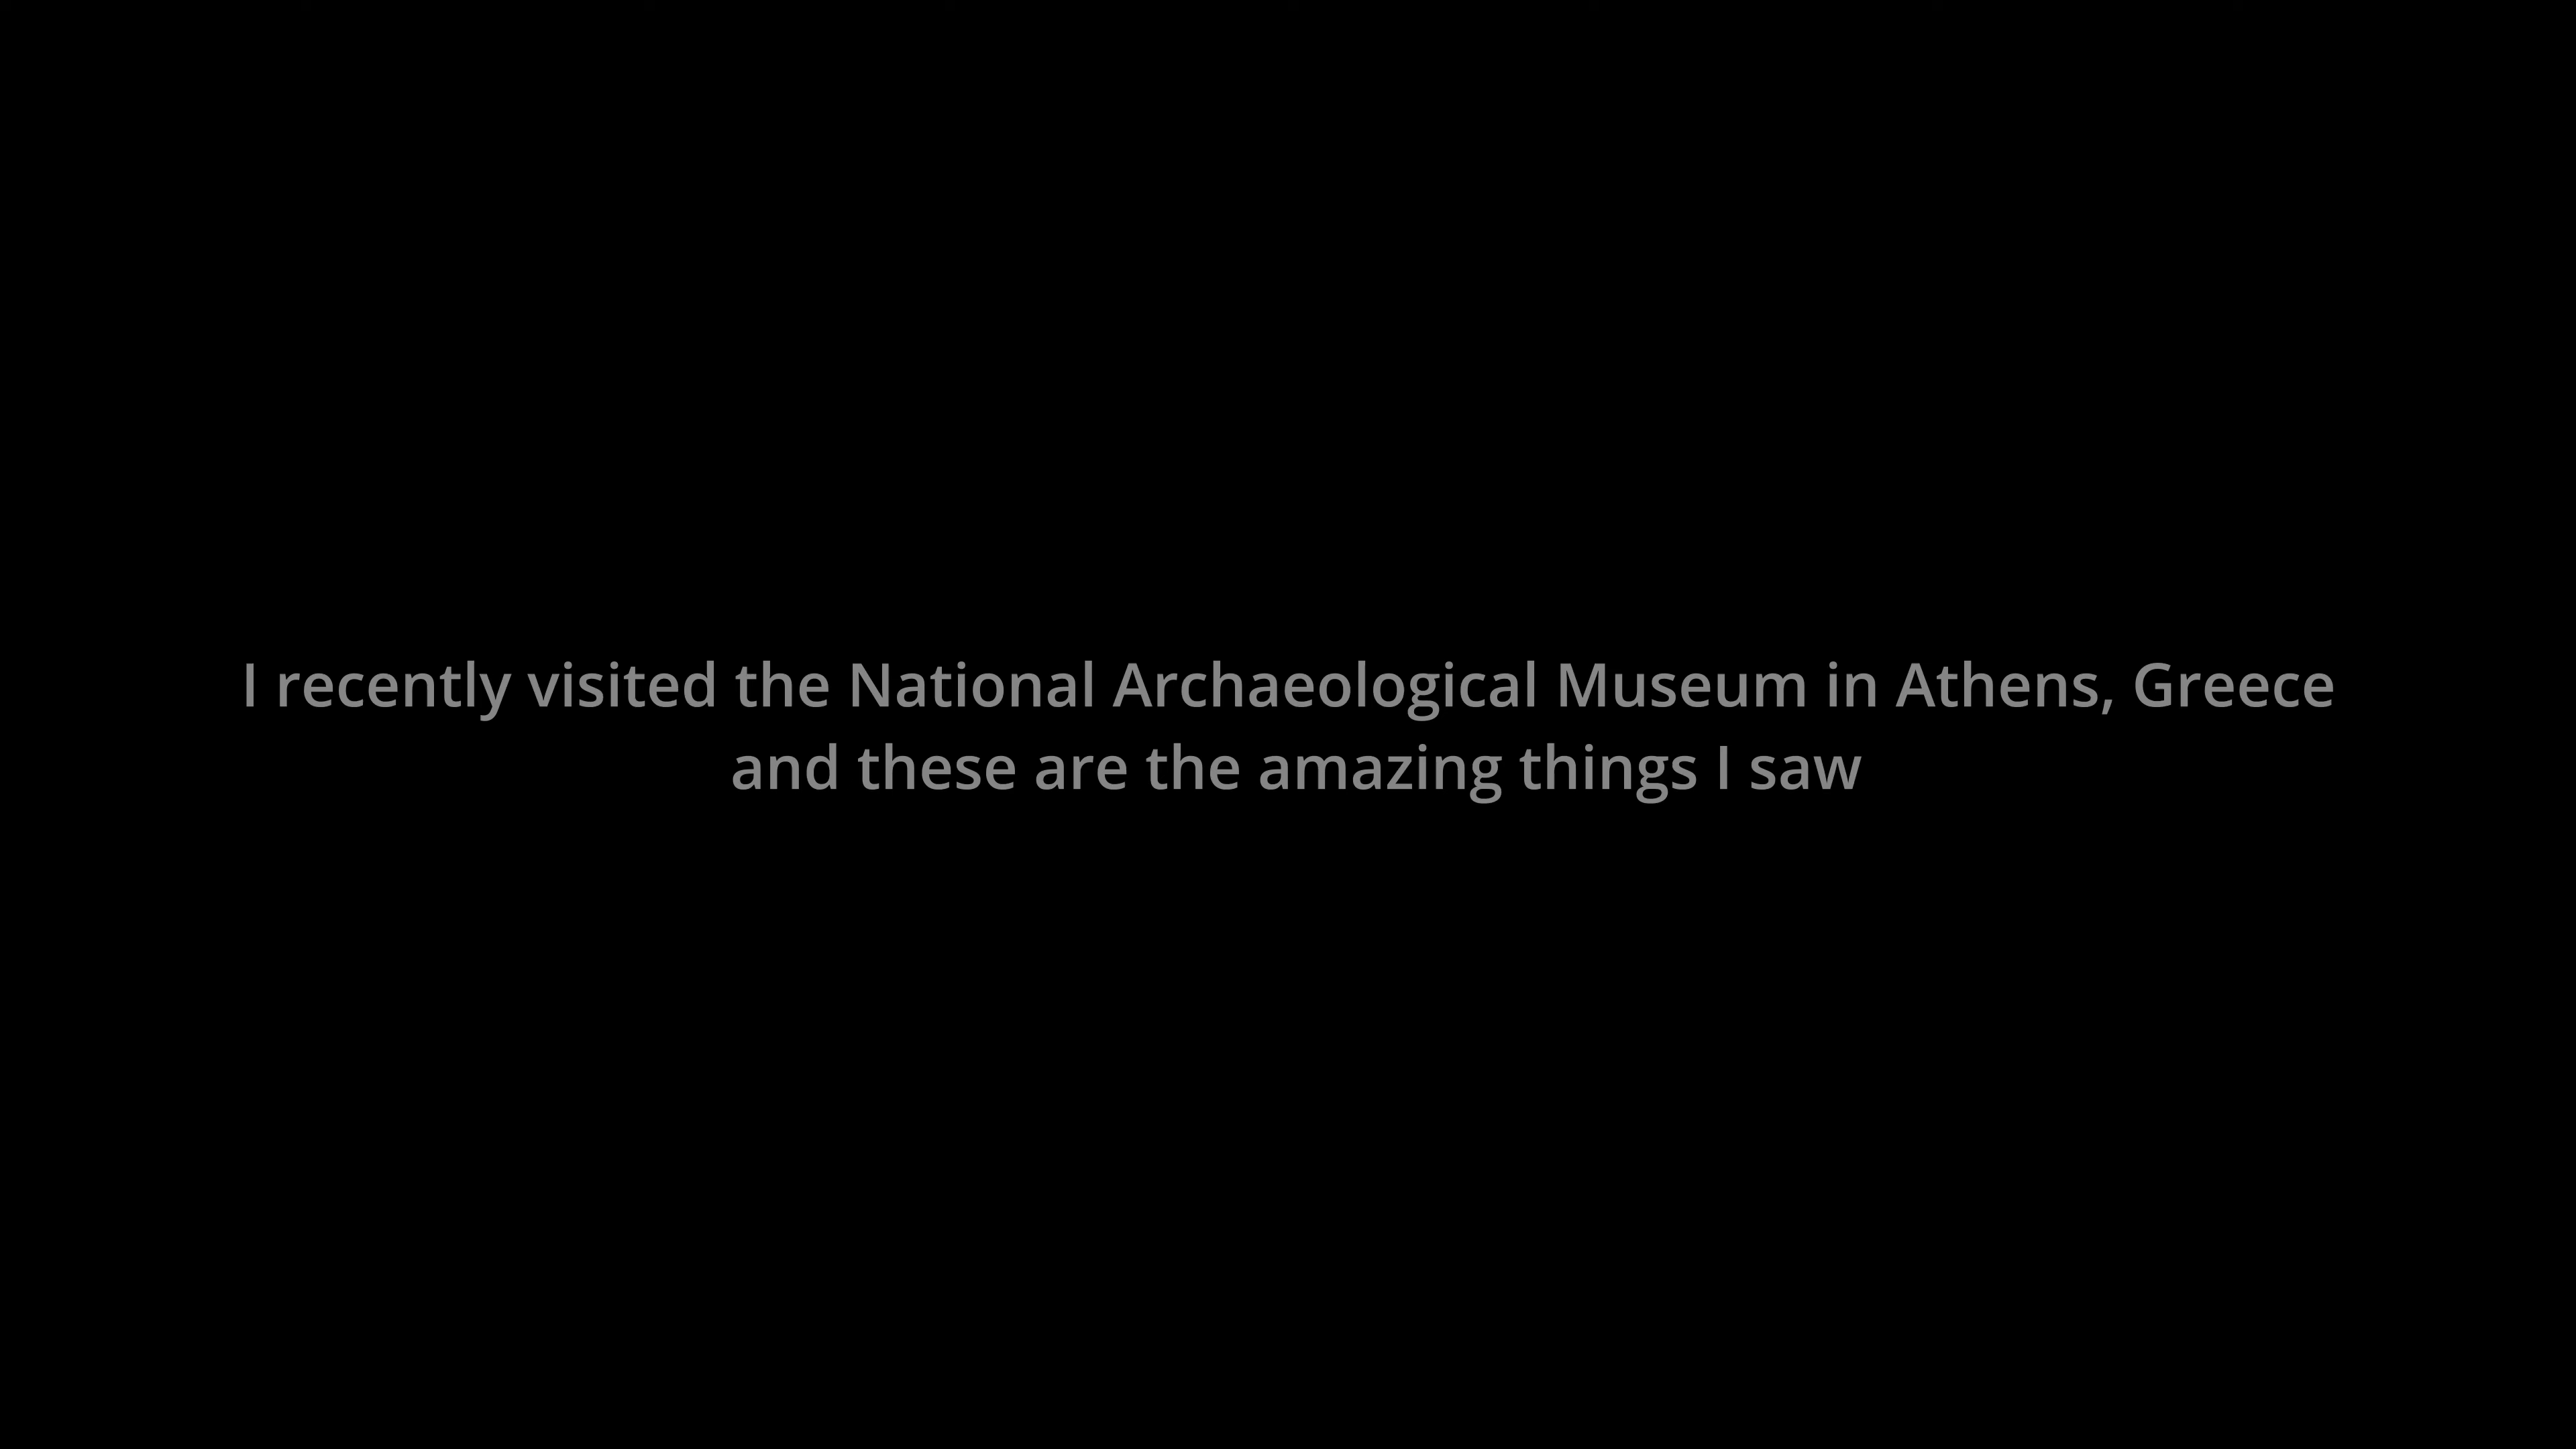 I recently visited the National Archaeological Museum in Athens, Greece
and these are the amazing things I saw